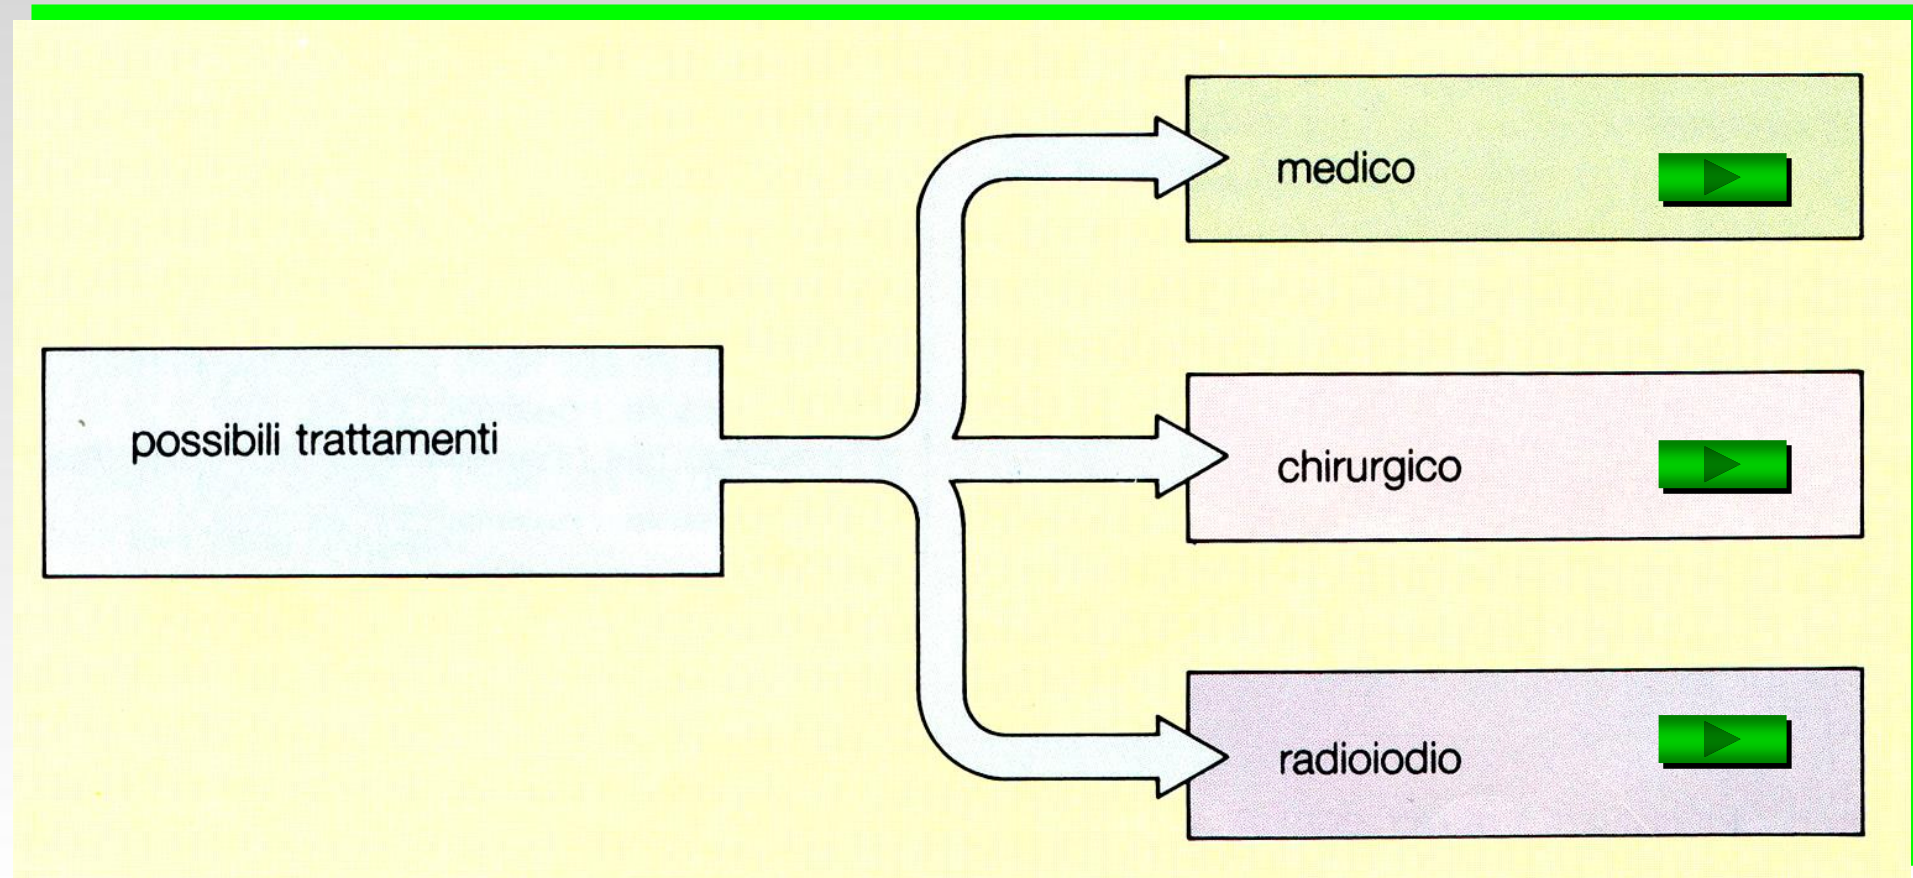 possibili trattamenti
medico
chirurgico
radioiodio